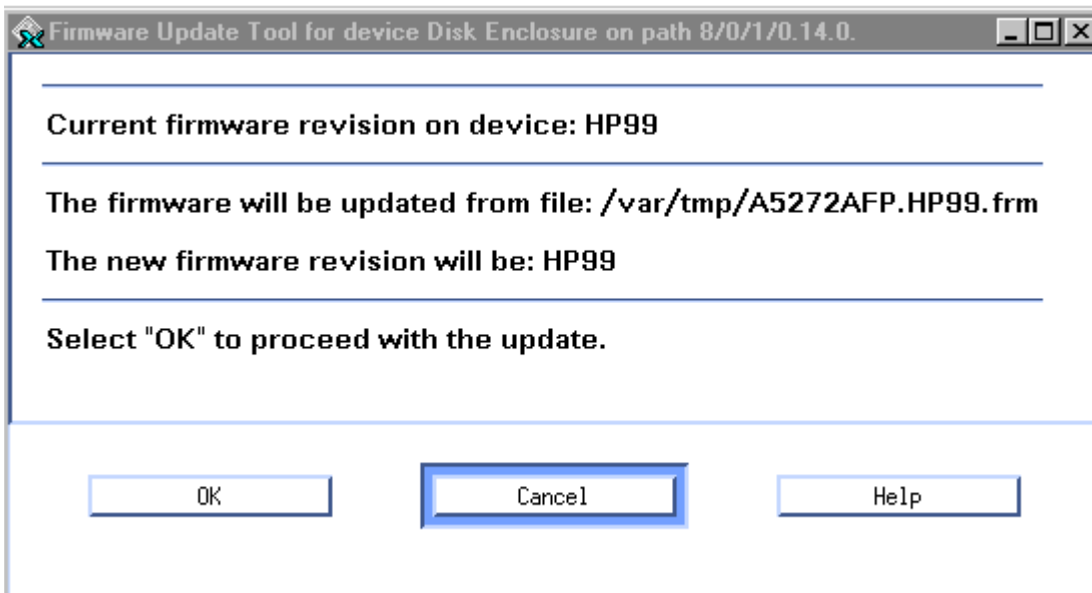 Firmware Update Tool for device Disk Enclosure on path 8/0/1/0.14.0.
Current firmware revision on device: HP99
The firmware will be updated from file: /var/tmp/A5272AFP.HP99.frm
The new firmware revision will be: HP99
Select "OK" to proceed with the update.
OK Cancel Help